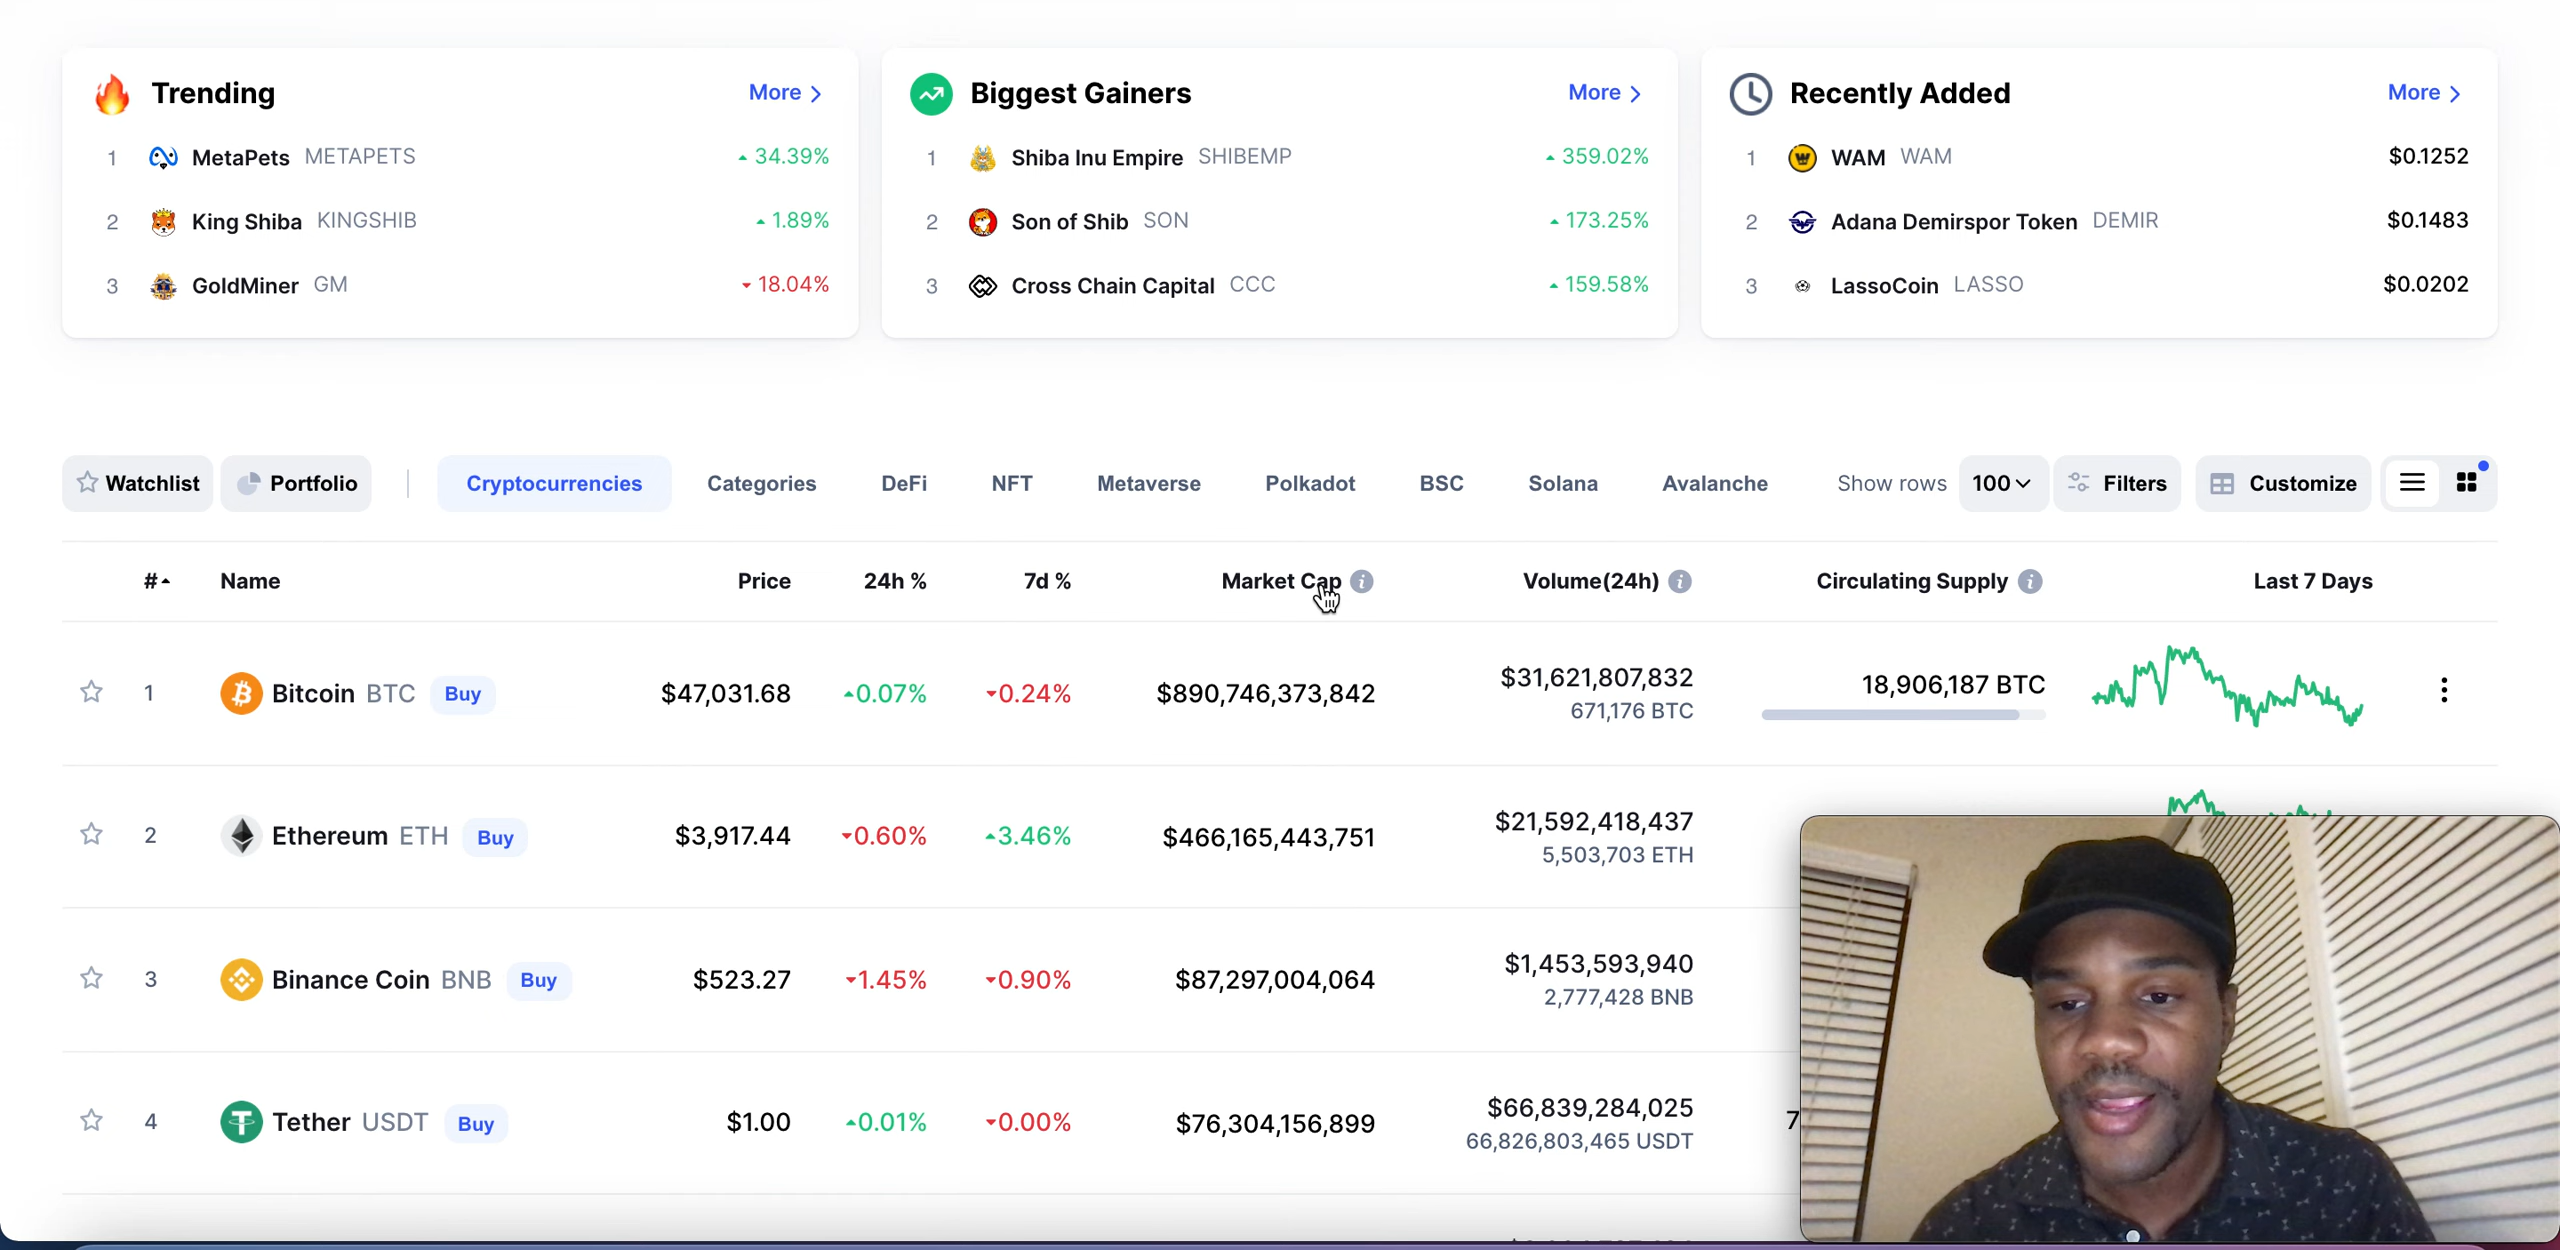 Trending
More
1 MetaPets METAPETS 34.39%
2 King Shiba KINGSHIB 1.89%
3 GoldMiner GM 18.04%
Biggest Gainers
More
1 Shiba Inu Empire SHIBEMP 359.02%
2 Son of Shib SON 173.25%
3 Cross Chain Capital CCC 159.58%
Recently Added
More
1 WAM WAM $0.1252
2 Adana Demirspor Token DEMIR $0.1483
3 LassoCoin LASSO $0.0202
Watchlist Portfolio Cryptocurrencies Categories DeFi NFT Metaverse Polkadot BSC Solana Avalanche Show rows 100 Filters Customize
# Name Price 24h % 7d % Market Cap Volume(24h) Circulating Supply Last 7 Days
1 Bitcoin BTC Buy $47,031.68 0.07% 0.24% $890,746,373,842 $31,621,807,832 18,906,187 BTC
671,176 BTC
2 Ethereum ETH Buy $3,917.44 0.60% 3.46% $466,165,443,751 $21,592,418,437
5,503,703 ETH
3 Binance Coin BNB Buy $523.27 1.45% 0.90% $87,297,004,064 $1,453,593,940
2,777,428 BNB
4 Tether USDT Buy $1.00 0.01% 0.00% $76,304,156,899 $66,839,284,025 7
66,826,803,465 USDT